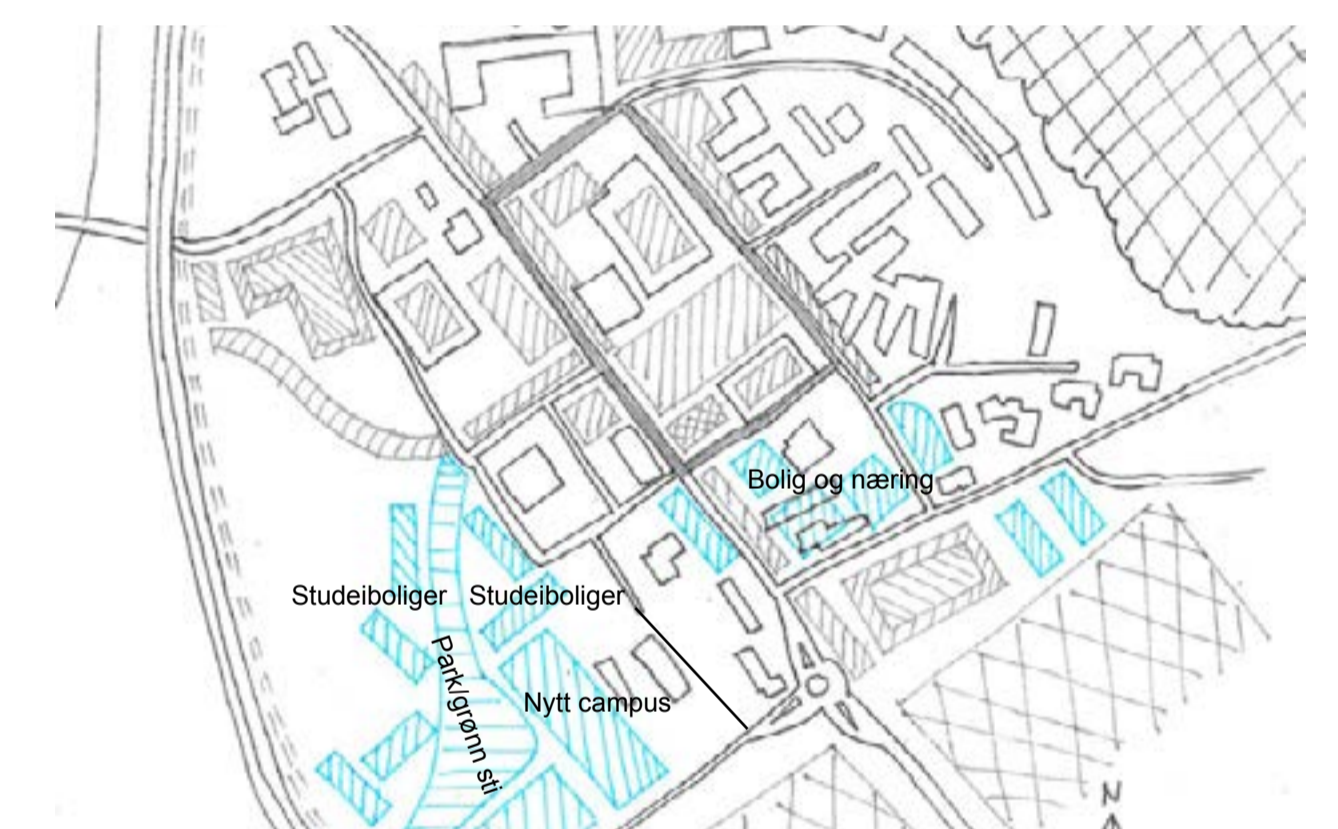 Bolig og næring
Studeiboliger
Studeiboliger
Park/grønn sti
Nytt campus
N